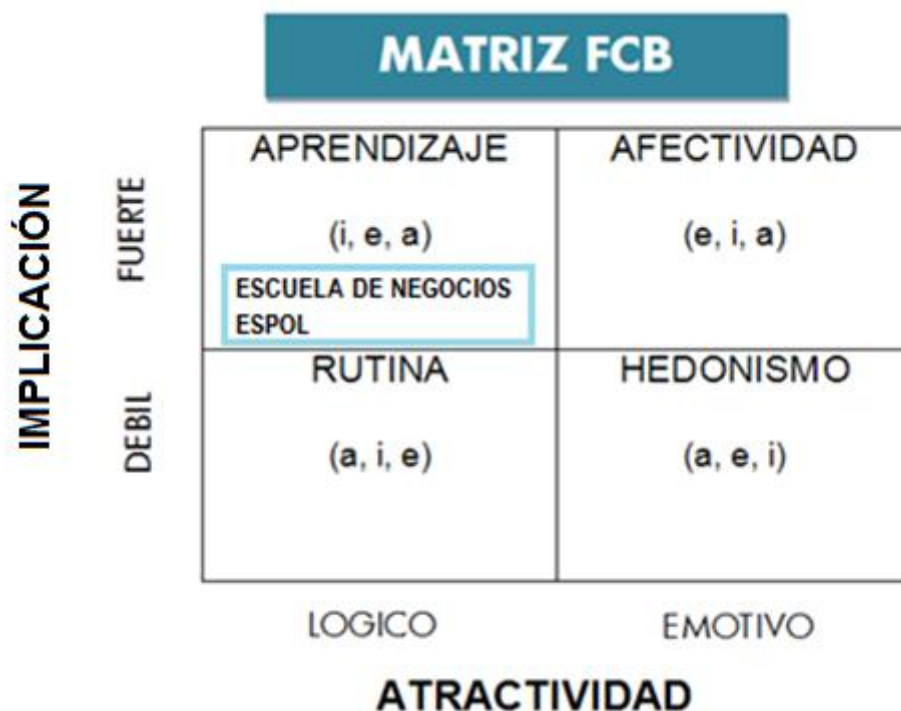 MATRIZ FCB
IMPLICACIÓN
FUERTE
APRENDIZAJE
(i, e, a)
ESCUELA DE NEGOCIOS
ESPOL
AFECTIVIDAD
(e, i, a)
DEBIL
RUTINA
(a, i, e)
HEDONISMO
(a, e, i)
LOGICO
EMOTIVO
ATRACTIVIDAD